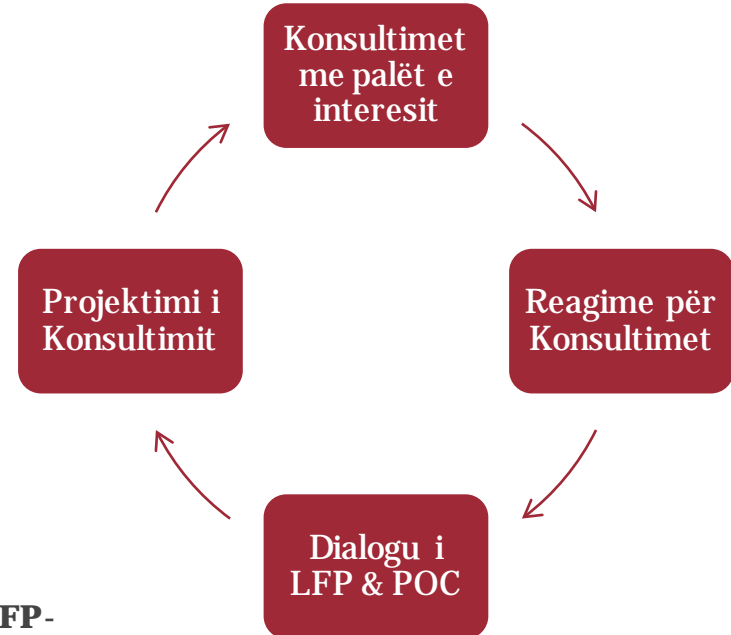 Konsultimet
me palët e
interesit
Projektimi i
Konsultimit
Reagime për
Konsultimet
Dialogu i
LFP & POC
FP-